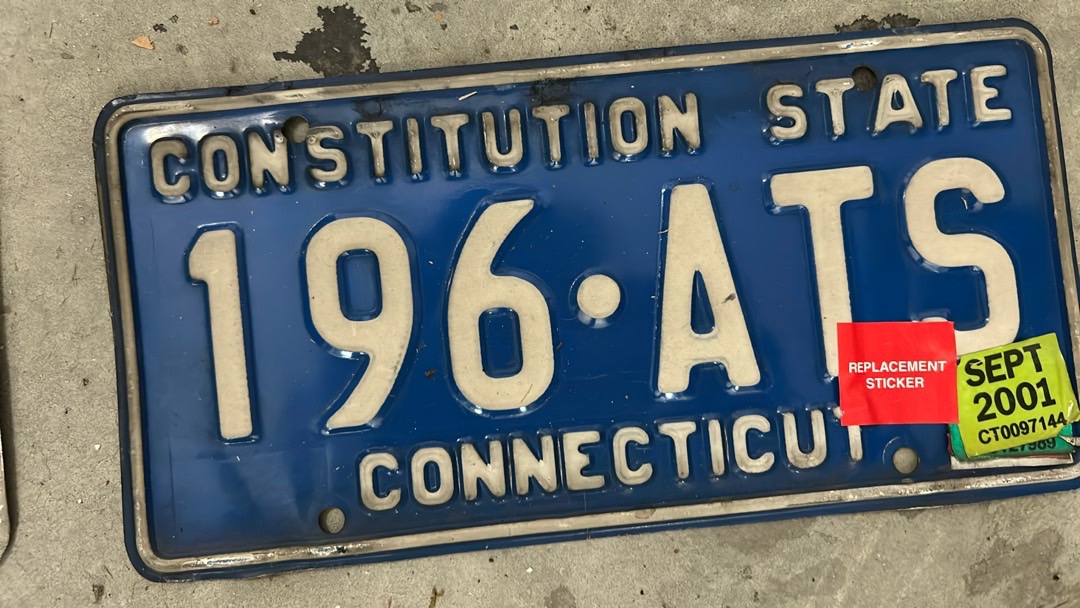 CONSTITUTION STATE
196·ATS
REPLACEMENT
STICKER
SEPT
2001
CT0097144
CONNECTICUT